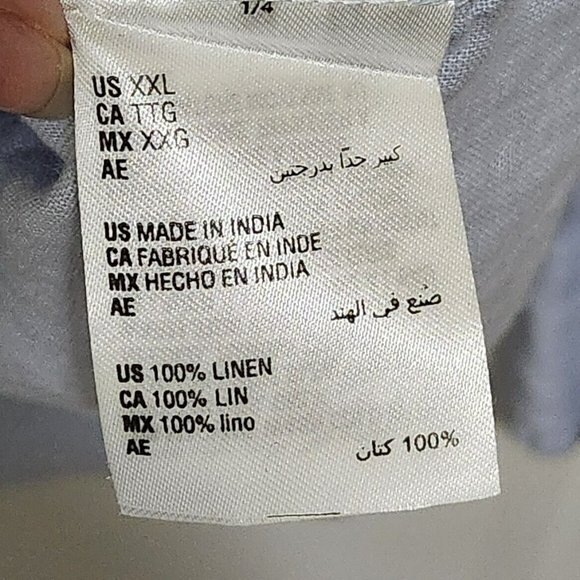 1/4
US XXL
CA TTG
MX XXG
AE كبير جدًا بدرجتين
US MADE IN INDIA
CA FABRIQUÉ EN INDE
MX HECHO EN INDIA
AE صنع في الهند
US 100% LINEN
CA 100% LIN
MX 100% lino
AE 100% كتان